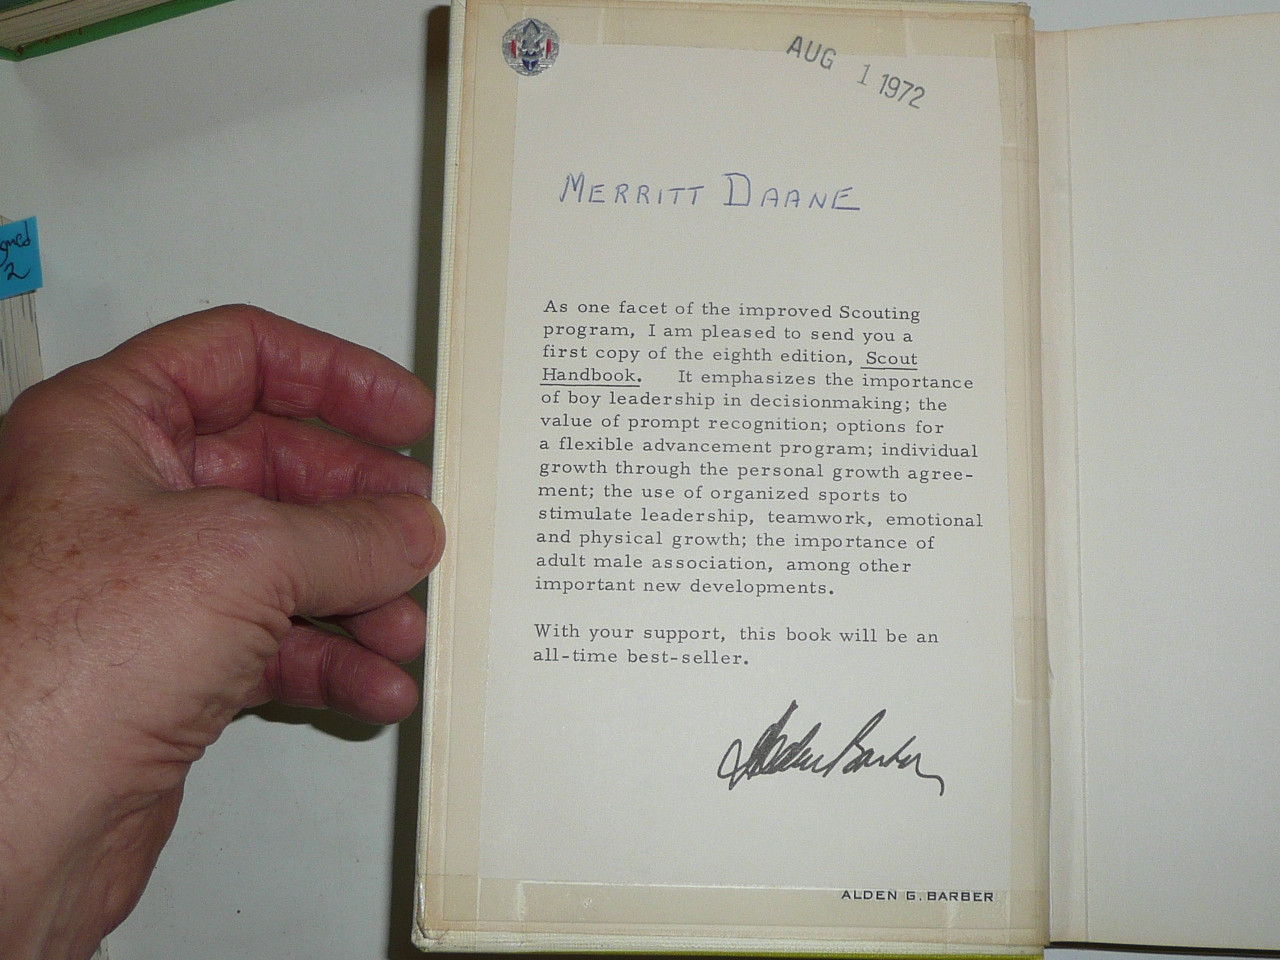 AUG 1 1972
MERRITT DAANE
As one facet of the improved Scouting
program, I am pleased to send you a
first copy of the eighth edition, Scout
Handbook. It emphasizes the importance
of boy leadership in decisionmaking; the
value of prompt recognition; options for
a flexible advancement program; individual
growth through the personal growth agree-
ment; the use of organized sports to
stimulate leadership, teamwork, emotional
and physical growth; the importance of
adult male association, among other
important new developments.
With your support, this book will be an
all-time best-seller.
Alden Barber
ALDEN G. BARBER
2